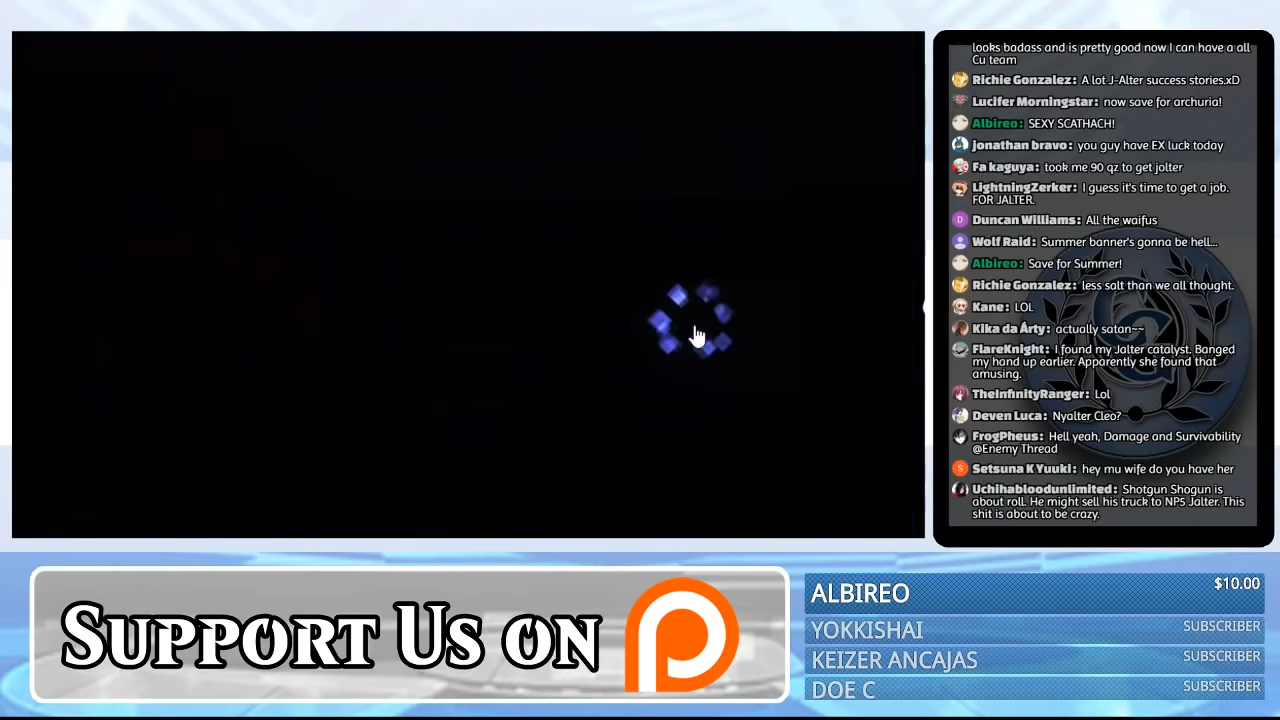 looks badass and is pretty good now I can have a all
Cu team
Richie Gonzalez: A lot J-Alter success stories.xD
Lucifer Morningstar: now save for archuria!
Albireo: SEXY SCATHACH!
jonathan bravo: you guy have EX luck today
Fa kaguya: took me 90 qz to get jolter
LightningZerker: I guess it's time to get a job.
FOR JALTER.
D Duncan Williams: All the waifus
Wolf Raid: Summer banner's gonna be hell...
Albireo: Save for Summer!
Richie Gonzalez: less salt than we all thought.
Kane: LOL
Kika da Árty: actually satan~~
FlareKnight: I found my Jalter catalyst. Banged
my hand up earlier. Apparently she found that
amusing.
TheInfinityRanger: Lol
Deven Luca: Nyalter Cleo?
FrogPheus: Hell yeah, Damage and Survivability
@Enemy Thread
S Setsuna K Yuuki: hey mu wife do you have her
Uchihabloodunlimited: Shotgun Shogun is
about roll. He might sell his truck to NP5 Jalter. This
shit is about to be crazy.
SUPPORT US ON
ALBIREO $10.00
YOKKISHAI SUBSCRIBER
KEIZER ANCAJAS SUBSCRIBER
DOE C SUBSCRIBER